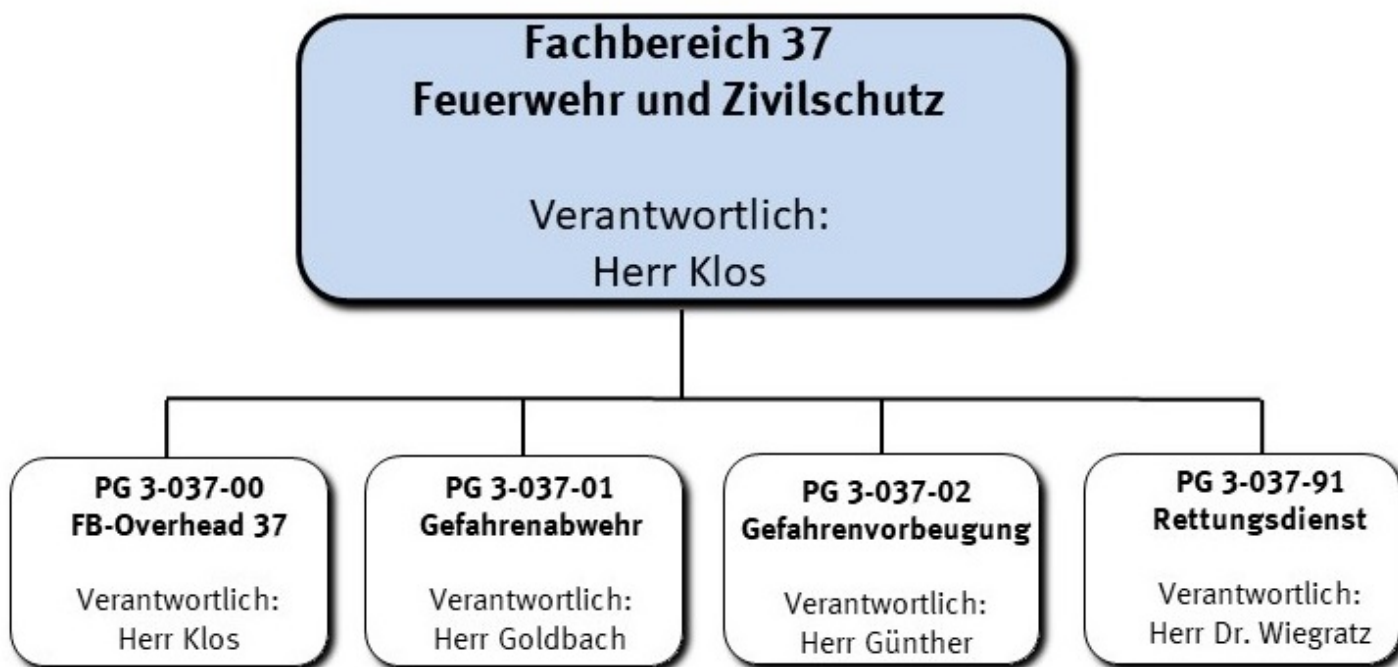 Fachbereich 37
Feuerwehr und Zivilschutz
Verantwortlich:
Herr Klos
PG 3-037-00
FB-Overhead 37
Verantwortlich:
Herr Klos
PG 3-037-01
Gefahrenabwehr
Verantwortlich:
Herr Goldbach
PG 3-037-02
Gefahrenvorbeugung
Verantwortlich:
Herr Günther
PG 3-037-91
Rettungsdienst
Verantwortlich:
Herr Dr. Wiegratz